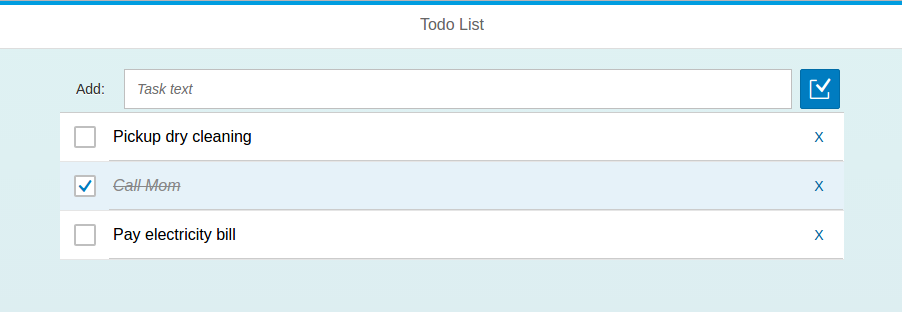 Todo List
Add: Task text
Pickup dry cleaning X
Call Mom X
Pay electricity bill X